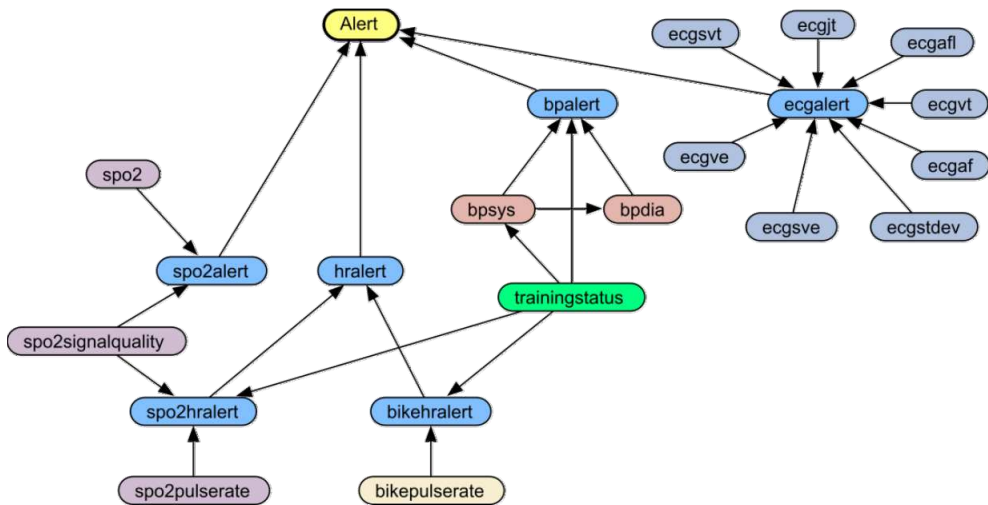 Alert
ecgsvt
ecgjt
ecgafl
bpalert
ecgalert
ecgvt
ecgve
ecgaf
spo2
bpsys
bpdia
ecgsve
ecgstdev
spo2alert
hralert
trainingstatus
spo2signalquality
spo2hralert
bikehralert
spo2pulserate
bikepulserate